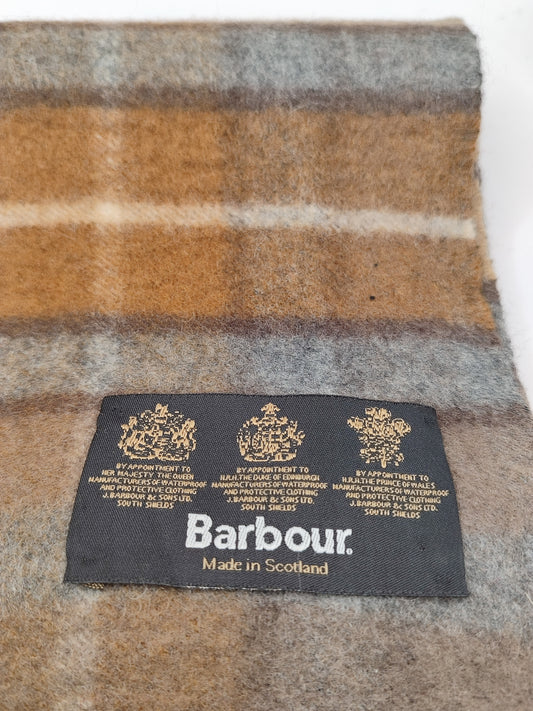 BY APPOINTMENT TO
HER MAJESTY THE QUEEN
MANUFACTURERS OF WATERPROOF
AND PROTECTIVE CLOTHING
J. BARBOUR & SONS LTD.
SOUTH SHIELDS
BY APPOINTMENT TO
H.R.H. THE DUKE OF EDINBURGH
MANUFACTURERS OF WATERPROOF
AND PROTECTIVE CLOTHING
J. BARBOUR & SONS LTD.
SOUTH SHIELDS
BY APPOINTMENT TO
H.R.H. THE PRINCE OF WALES
MANUFACTURERS OF WATERPROOF
AND PROTECTIVE CLOTHING
J. BARBOUR & SONS LTD.
SOUTH SHIELDS
Barbour.
Made in Scotland